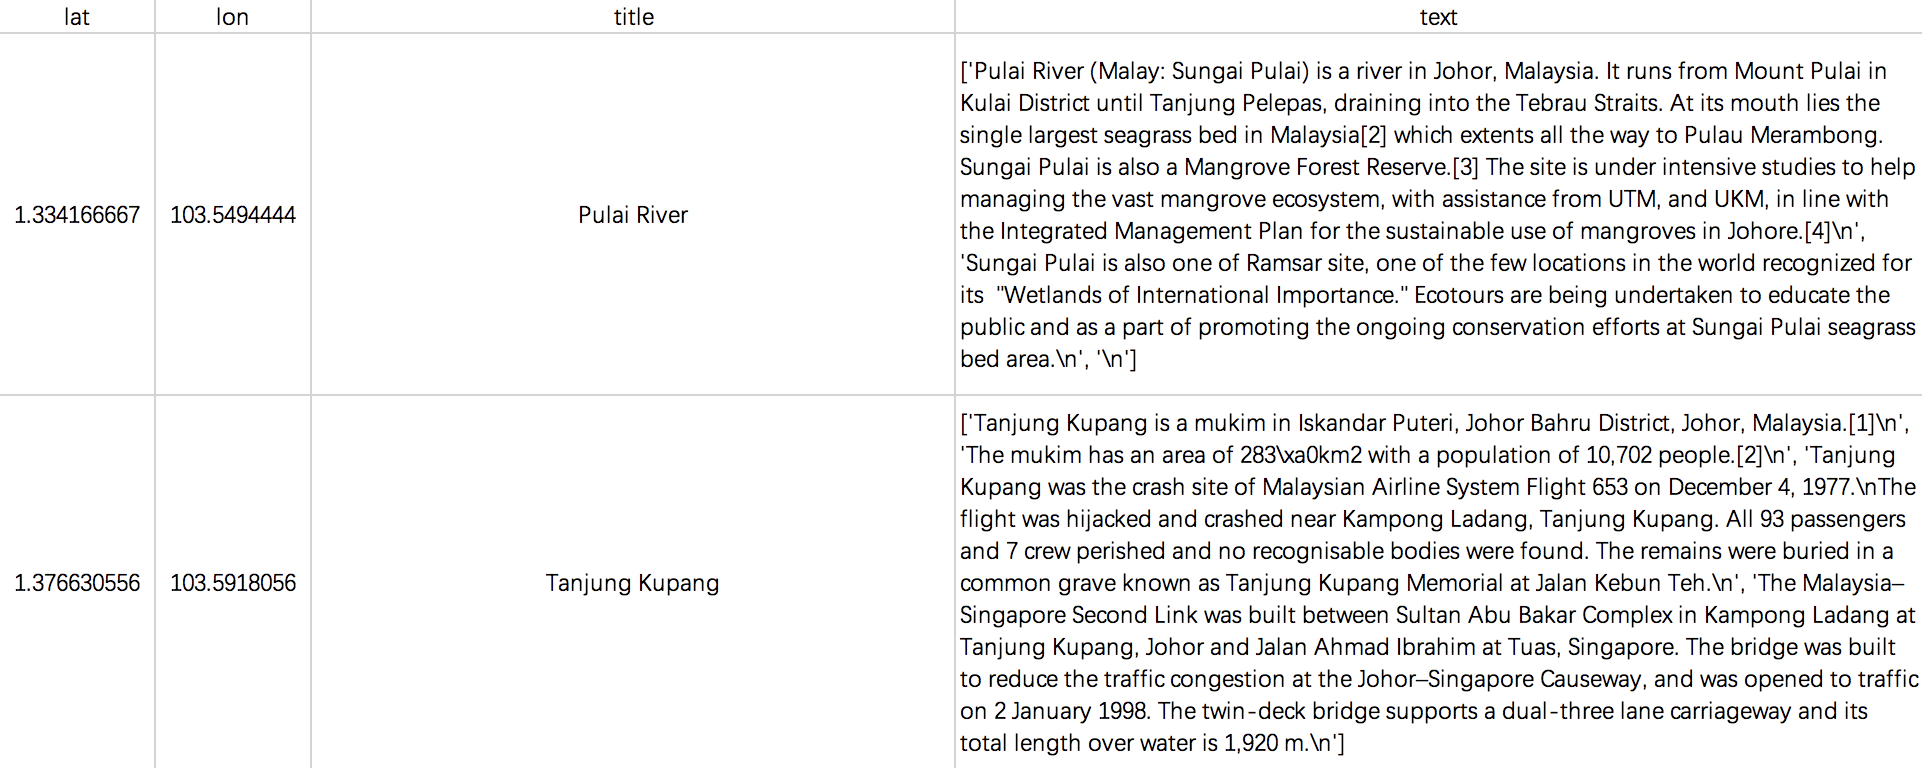 lat lon title text
['Pulai River (Malay: Sungai Pulai) is a river in Johor, Malaysia. It runs from Mount Pulai in
Kulai District until Tanjung Pelepas, draining into the Tebrau Straits. At its mouth lies the
single largest seagrass bed in Malaysia[2] which extents all the way to Pulau Merambong.
Sungai Pulai is also a Mangrove Forest Reserve.[3] The site is under intensive studies to help
managing the vast mangrove ecosystem, with assistance from UTM, and UKM, in line with
1.334166667 103.5494444 Pulai River
the Integrated Management Plan for the sustainable use of mangroves in Johore.[4]\n',
'Sungai Pulai is also one of Ramsar site, one of the few locations in the world recognized for
its  "Wetlands of International Importance." Ecotours are being undertaken to educate the
public and as a part of promoting the ongoing conservation efforts at Sungai Pulai seagrass
bed area.\n', '\n']
['Tanjung Kupang is a mukim in Iskandar Puteri, Johor Bahru District, Johor, Malaysia.[1]\n',
'The mukim has an area of 283\xa0km2 with a population of 10,702 people.[2]\n', 'Tanjung
Kupang was the crash site of Malaysian Airline System Flight 653 on December 4, 1977.\nThe
flight was hijacked and crashed near Kampong Ladang, Tanjung Kupang. All 93 passengers
and 7 crew perished and no recognisable bodies were found. The remains were buried in a
1.376630556 103.5918056 Tanjung Kupang
common grave known as Tanjung Kupang Memorial at Jalan Kebun Teh.\n', 'The Malaysia–
Singapore Second Link was built between Sultan Abu Bakar Complex in Kampong Ladang at
Tanjung Kupang, Johor and Jalan Ahmad Ibrahim at Tuas, Singapore. The bridge was built
to reduce the traffic congestion at the Johor–Singapore Causeway, and was opened to traffic
on 2 January 1998. The twin-deck bridge supports a dual-three lane carriageway and its
total length over water is 1,920 m.\n']